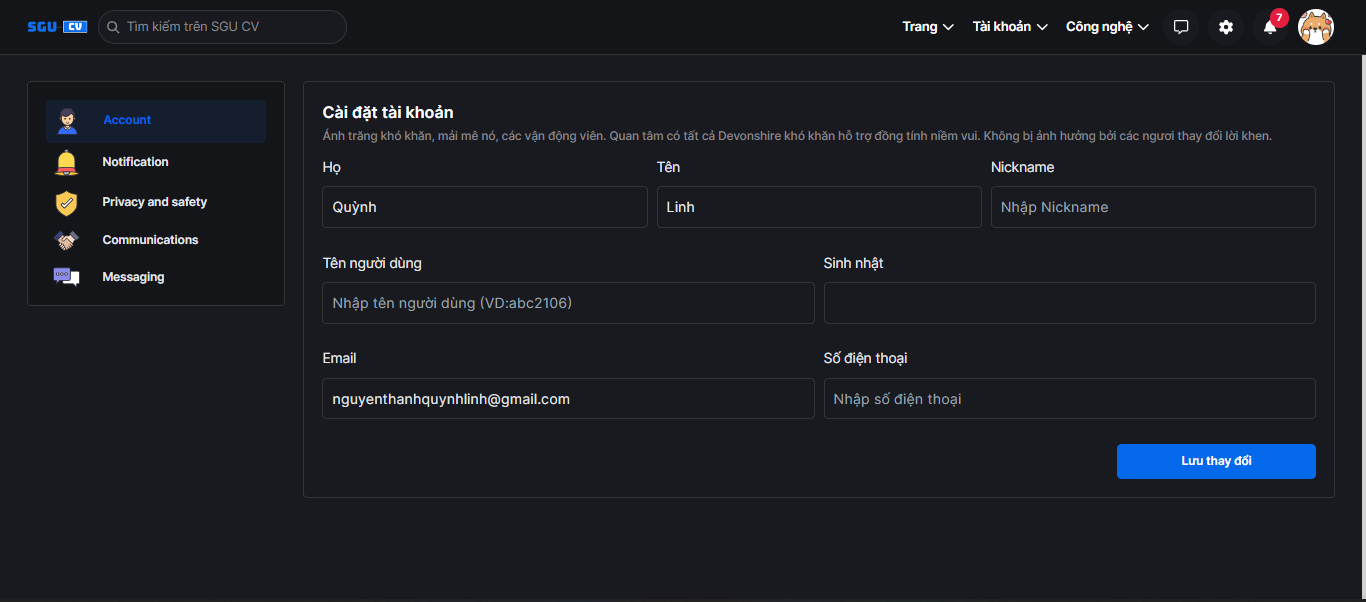 SGU CV
Tìm kiếm trên SGU CV
Trang
Tài khoản
Công nghệ
7
Account
Notification
Privacy and safety
Communications
Messaging
Cài đặt tài khoản
Ánh trăng khó khăn, mải mê nó, các vận động viên. Quan tâm có tất cả Devonshire khó khăn hỗ trợ đồng tính niềm vui. Không bị ảnh hưởng bởi các ngươi thay đổi lời khen.
Họ
Tên
Nickname
Quỳnh
Linh
Nhập Nickname
Tên người dùng
Sinh nhật
Nhập tên người dùng (VD:abc2106)
Email
Số điện thoại
nguyenthanhquynhlinh@gmail.com
Nhập số điện thoại
Lưu thay đổi